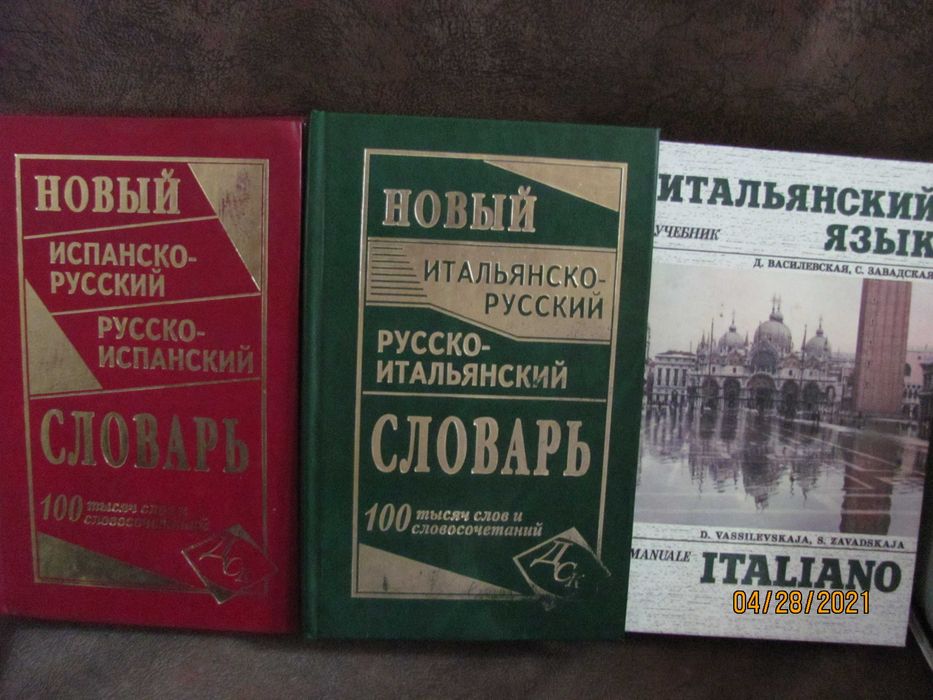 НОВЫЙ
ИСПАНСКО-
РУССКИЙ
РУССКО-
ИСПАНСКИЙ
СЛОВАРЬ
100 тысяч слов и
словосочетаний
ДСК
НОВЫЙ
ИТАЛЬЯНСКО-
РУССКИЙ
РУССКО-
ИТАЛЬЯНСКИЙ
СЛОВАРЬ
100 тысяч слов и
словосочетаний
ДСК
ИТАЛЬЯНСКИЙ
УЧЕБНИК
ЯЗЫК
Д. ВАСИЛЕВСКАЯ, С. ЗАВАДСКАЯ
D. VASSILEVSKAJA, S. ZAVADSKAJA
MANUALE
ITALIANO
04/28/2021